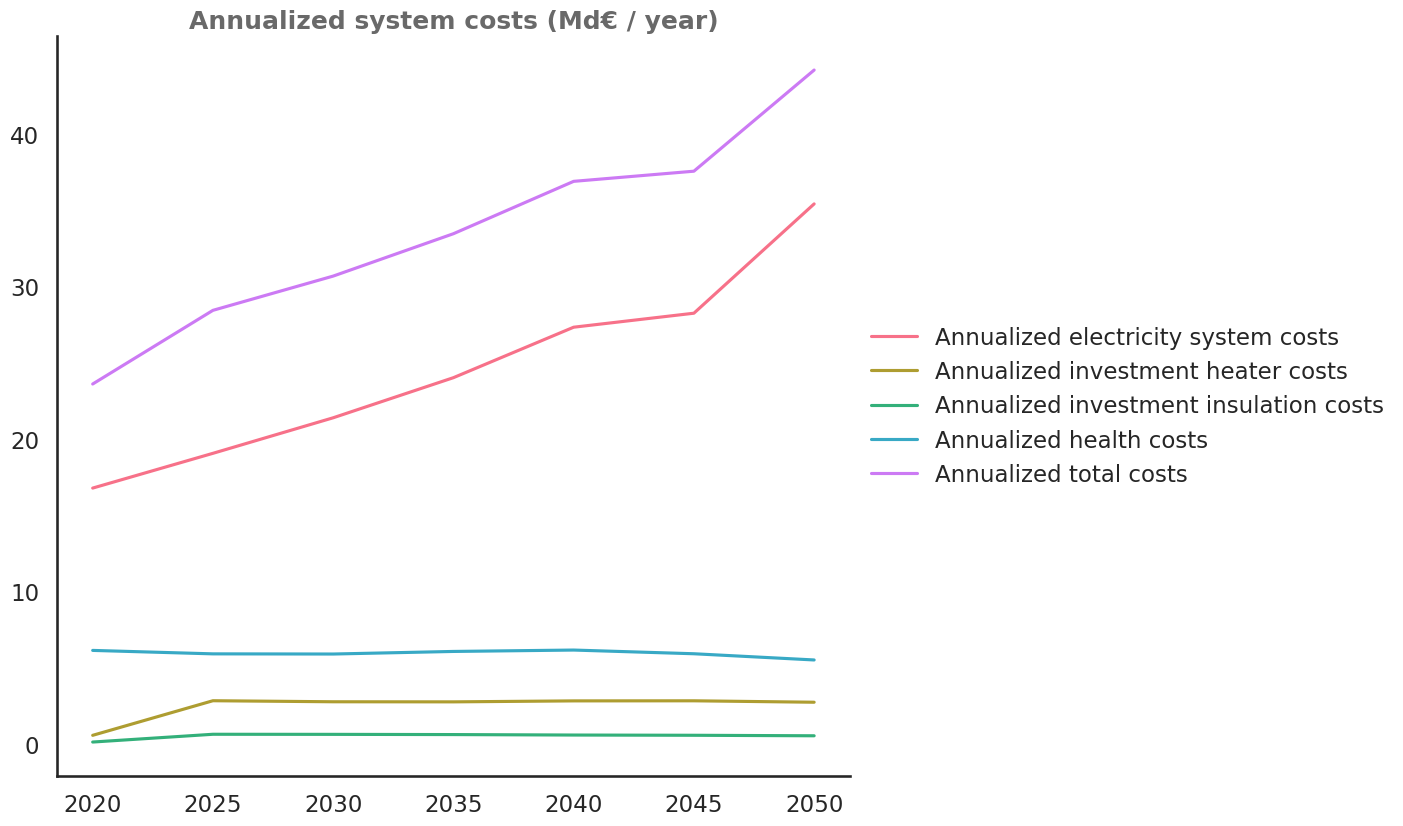 Annualized system costs (Md€ / year)
40
30
20
10
0
2020 2025 2030 2035 2040 2045 2050
Annualized electricity system costs
Annualized investment heater costs
Annualized investment insulation costs
Annualized health costs
Annualized total costs